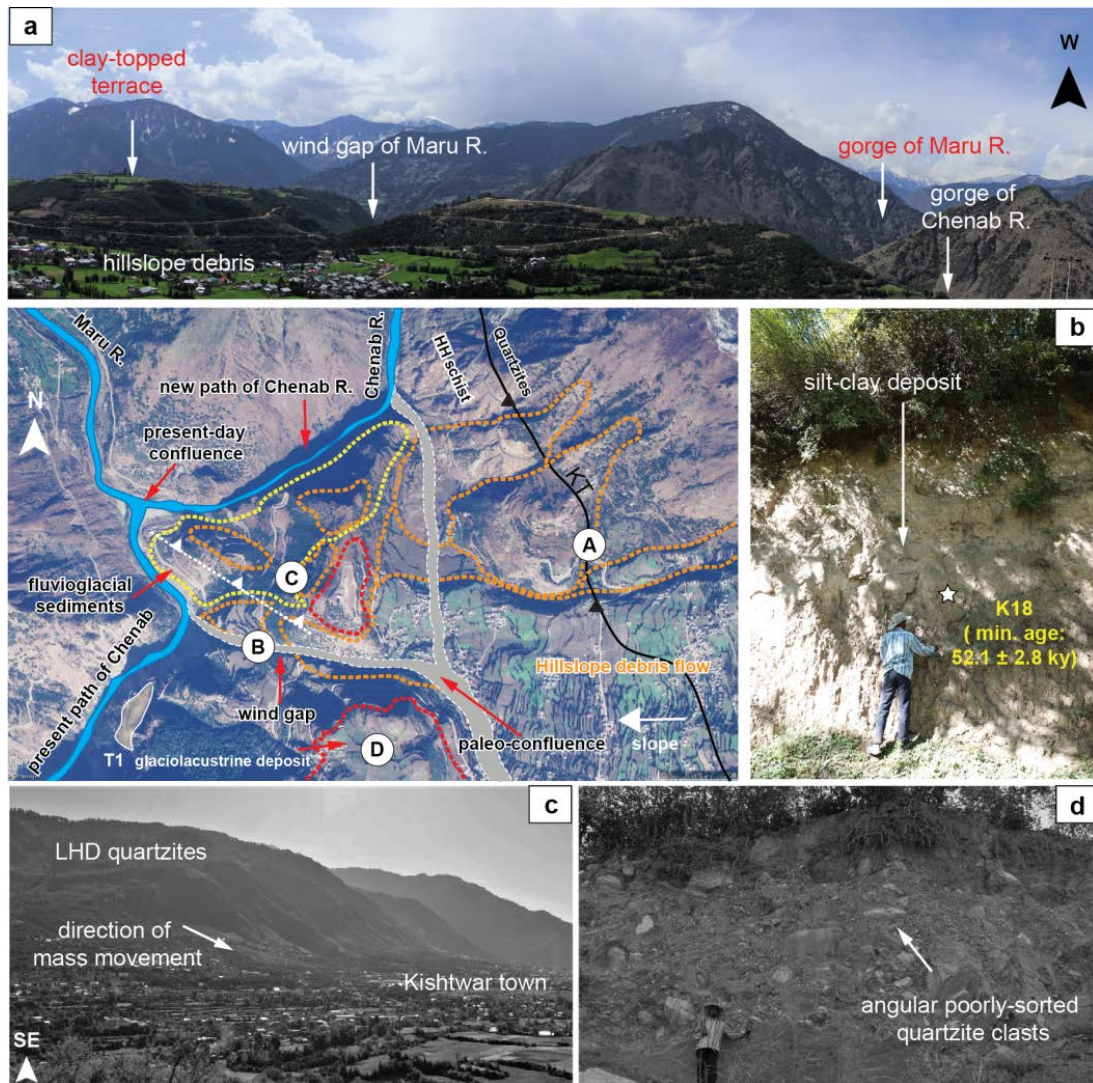 a
W
clay-topped
terrace
wind gap of Maru R.
gorge of Maru R.
gorge of
Chenab R.
hillslope debris
Maru R.
Chenab R.
HH schist
Quartzites
new path of Chenab R.
N
present-day
confluence
KT
A
C
fluvioglacial
sediments
B
Hillslope debris flow
wind gap
paleo-confluence
slope
D
present path of Chenab
T1 glaciolacustrine deposit
b
silt-clay deposit
K18
( min. age:
52.1 ± 2.8 ky)
c
LHD quartzites
direction of
mass movement
Kishtwar town
SE
d
angular poorly-sorted
quartzite clasts